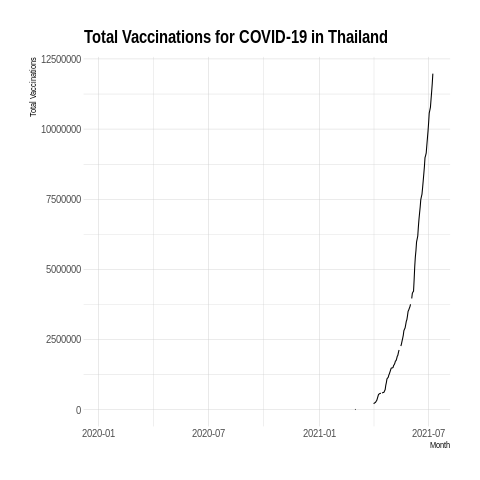 Total Vaccinations for COVID-19 in Thailand
Total Vaccinations
12500000
10000000
7500000
5000000
2500000
0
2020-01 2020-07 2021-01 2021-07
Month